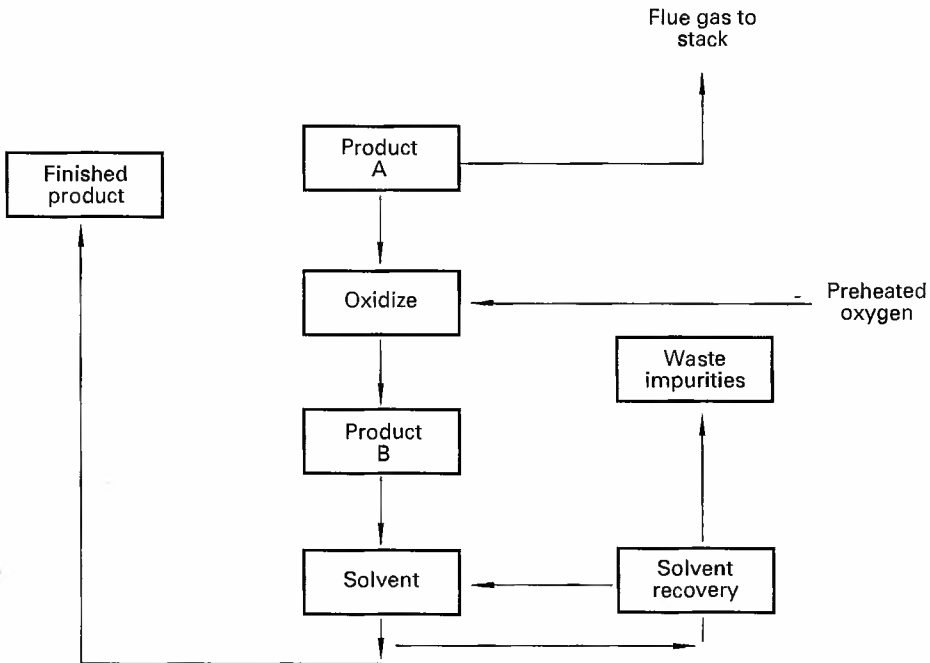 Flue gas to
stack
Product
A
Finished
product
Oxidize
Preheated
oxygen
Waste
impurities
Product
B
Solvent
Solvent
recovery